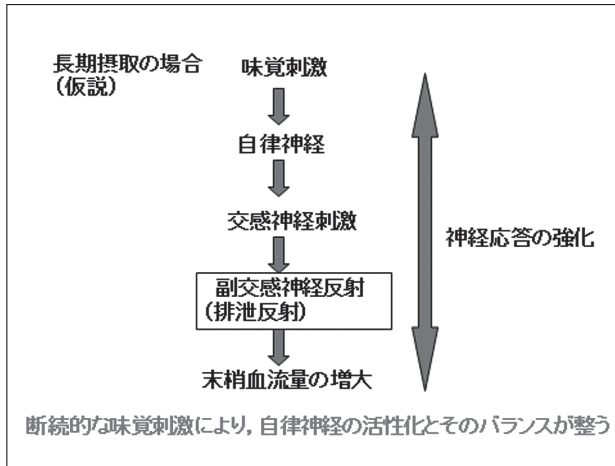 長期摂取の場合
(仮説)
味覚刺激
自律神経
交感神経刺激
副交感神経反射
(排泄反射)
末梢血流量の増大
神経応答の強化
断続的な味覚刺激により, 自律神経の活性化とそのバランスが整う